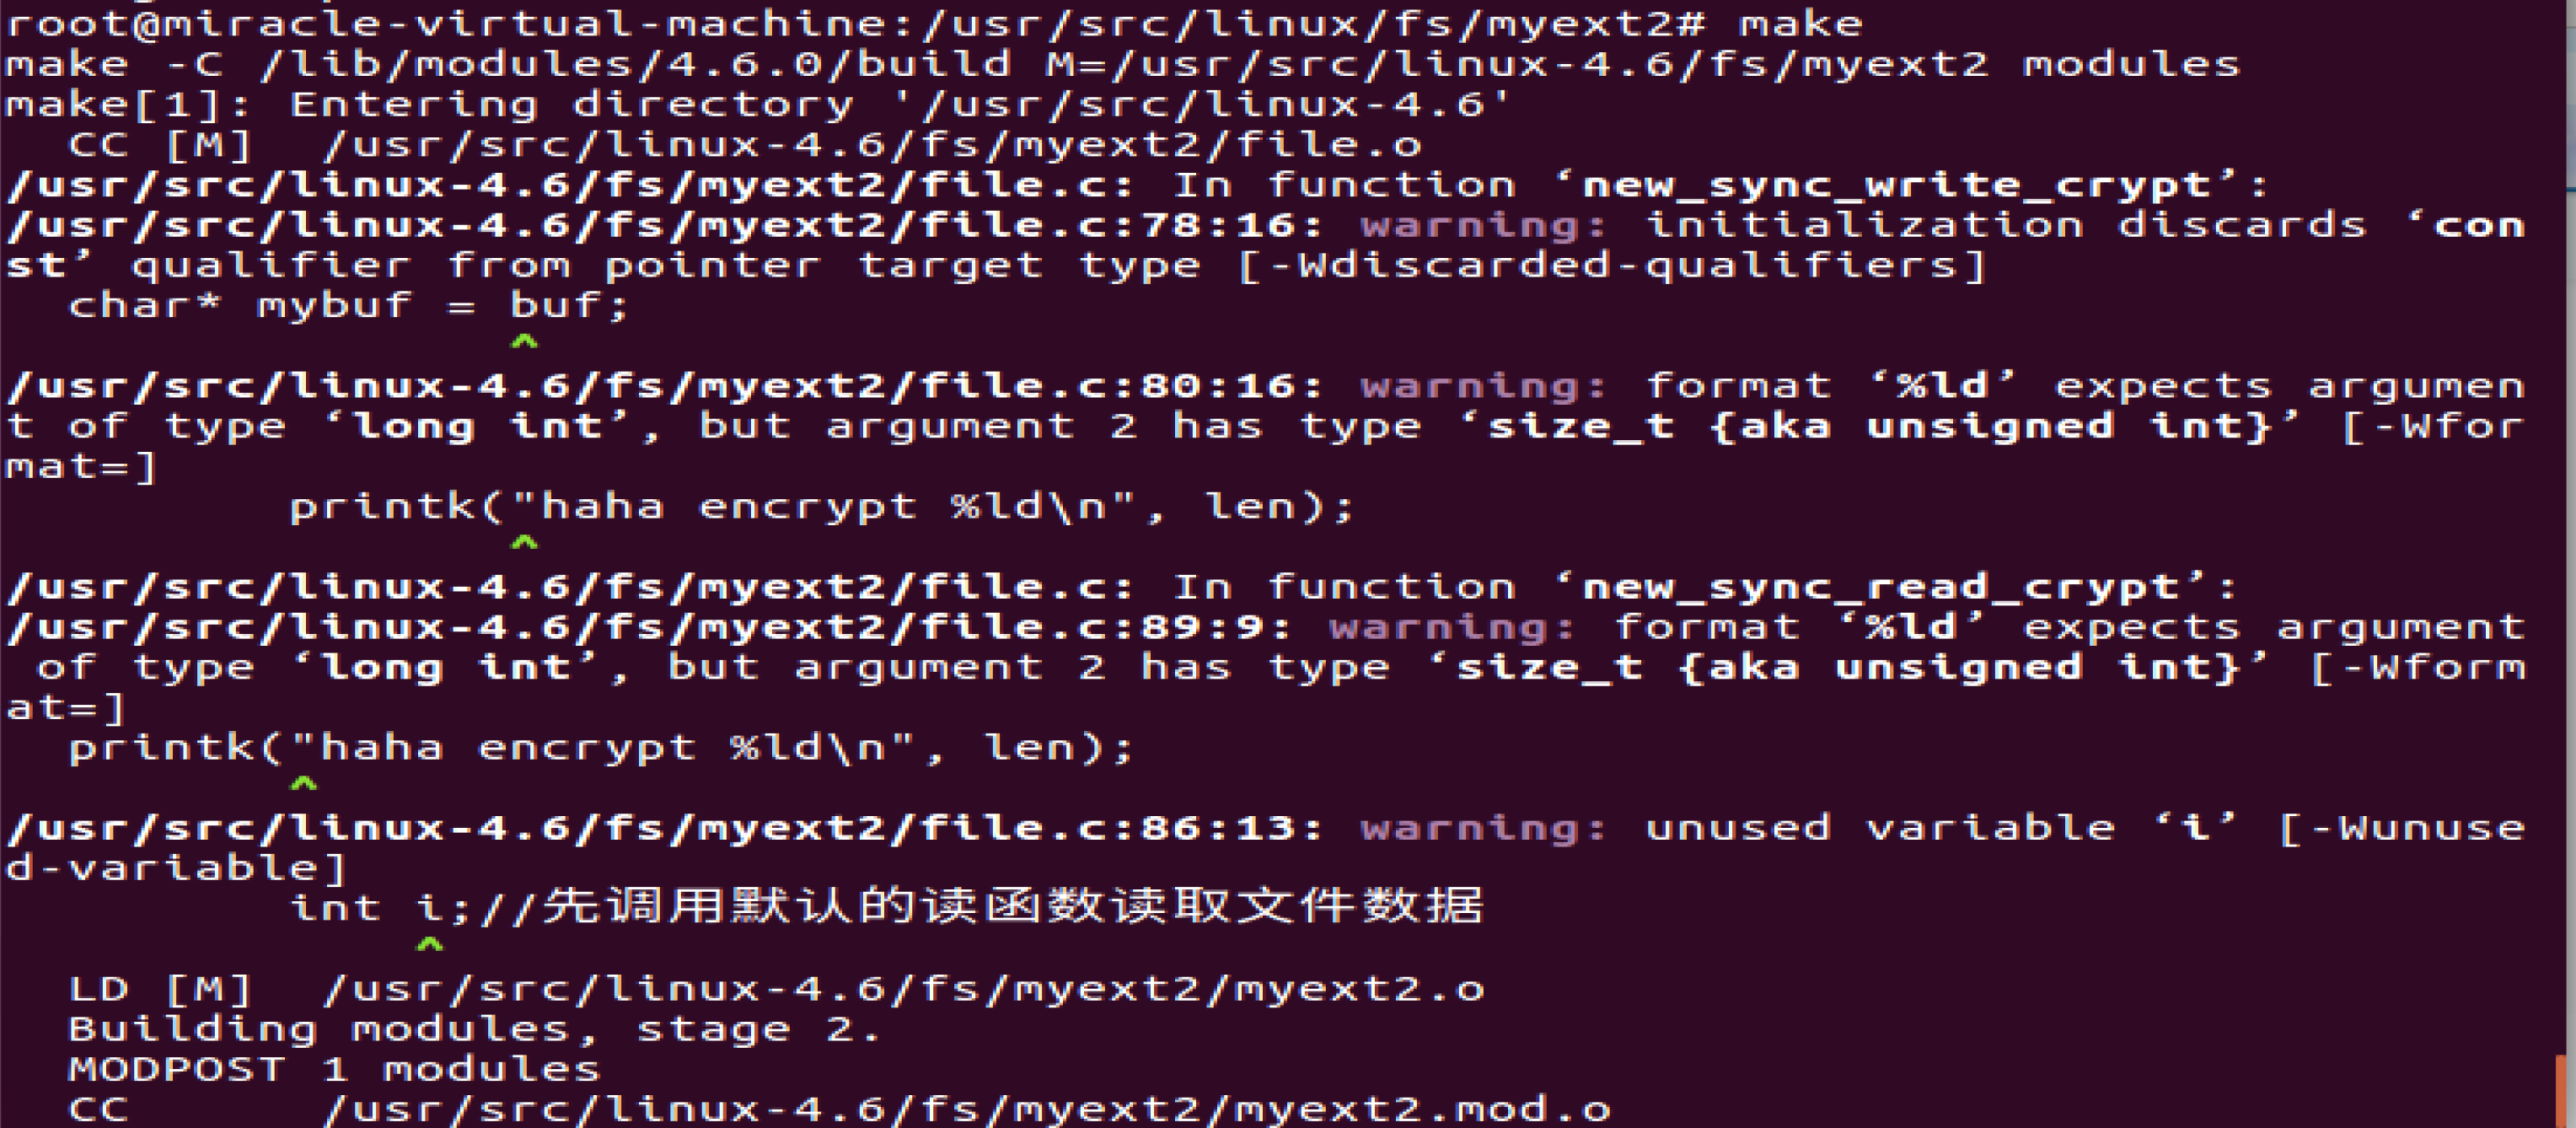 root@miracle-virtual-machine:/usr/src/linux/fs/myext2# make
make -C /lib/modules/4.6.0/build M=/usr/src/linux-4.6/fs/myext2 modules
make[1]: Entering directory '/usr/src/linux-4.6'
  CC [M]  /usr/src/linux-4.6/fs/myext2/file.o
/usr/src/linux-4.6/fs/myext2/file.c: In function ‘new_sync_write_crypt’:
/usr/src/linux-4.6/fs/myext2/file.c:78:16: warning: initialization discards ‘con
st’ qualifier from pointer target type [-Wdiscarded-qualifiers]
  char* mybuf = buf;
                ^
/usr/src/linux-4.6/fs/myext2/file.c:80:16: warning: format ‘%ld’ expects argumen
t of type ‘long int’, but argument 2 has type ‘size_t {aka unsigned int}’ [-Wfor
mat=]
         printk("haha encrypt %ld\n", len);
                ^
/usr/src/linux-4.6/fs/myext2/file.c: In function ‘new_sync_read_crypt’:
/usr/src/linux-4.6/fs/myext2/file.c:89:9: warning: format ‘%ld’ expects argument
 of type ‘long int’, but argument 2 has type ‘size_t {aka unsigned int}’ [-Wform
at=]
  printk("haha encrypt %ld\n", len);
         ^
/usr/src/linux-4.6/fs/myext2/file.c:86:13: warning: unused variable ‘i’ [-Wunuse
d-variable]
         int i;//先调用默认的读函数读取文件数据
             ^
  LD [M]  /usr/src/linux-4.6/fs/myext2/myext2.o
  Building modules, stage 2.
  MODPOST 1 modules
  CC      /usr/src/linux-4.6/fs/myext2/myext2.mod.o